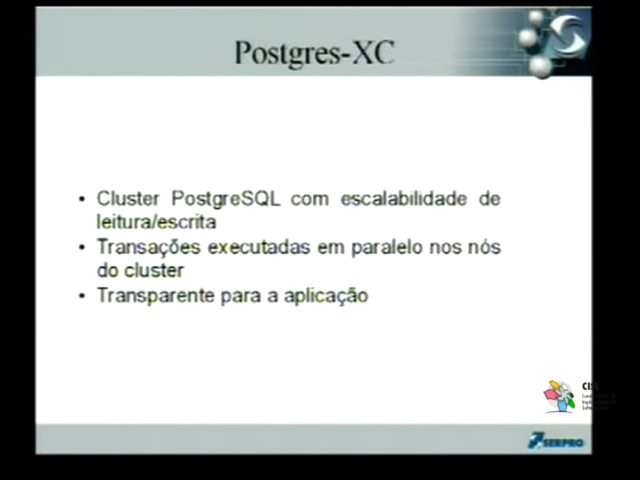 Postgres-XC
• Cluster PostgreSQL com escalabilidade de
leitura/escrita
• Transações executadas em paralelo nos nós
do cluster
• Transparente para a aplicação
CISL
SERPRO